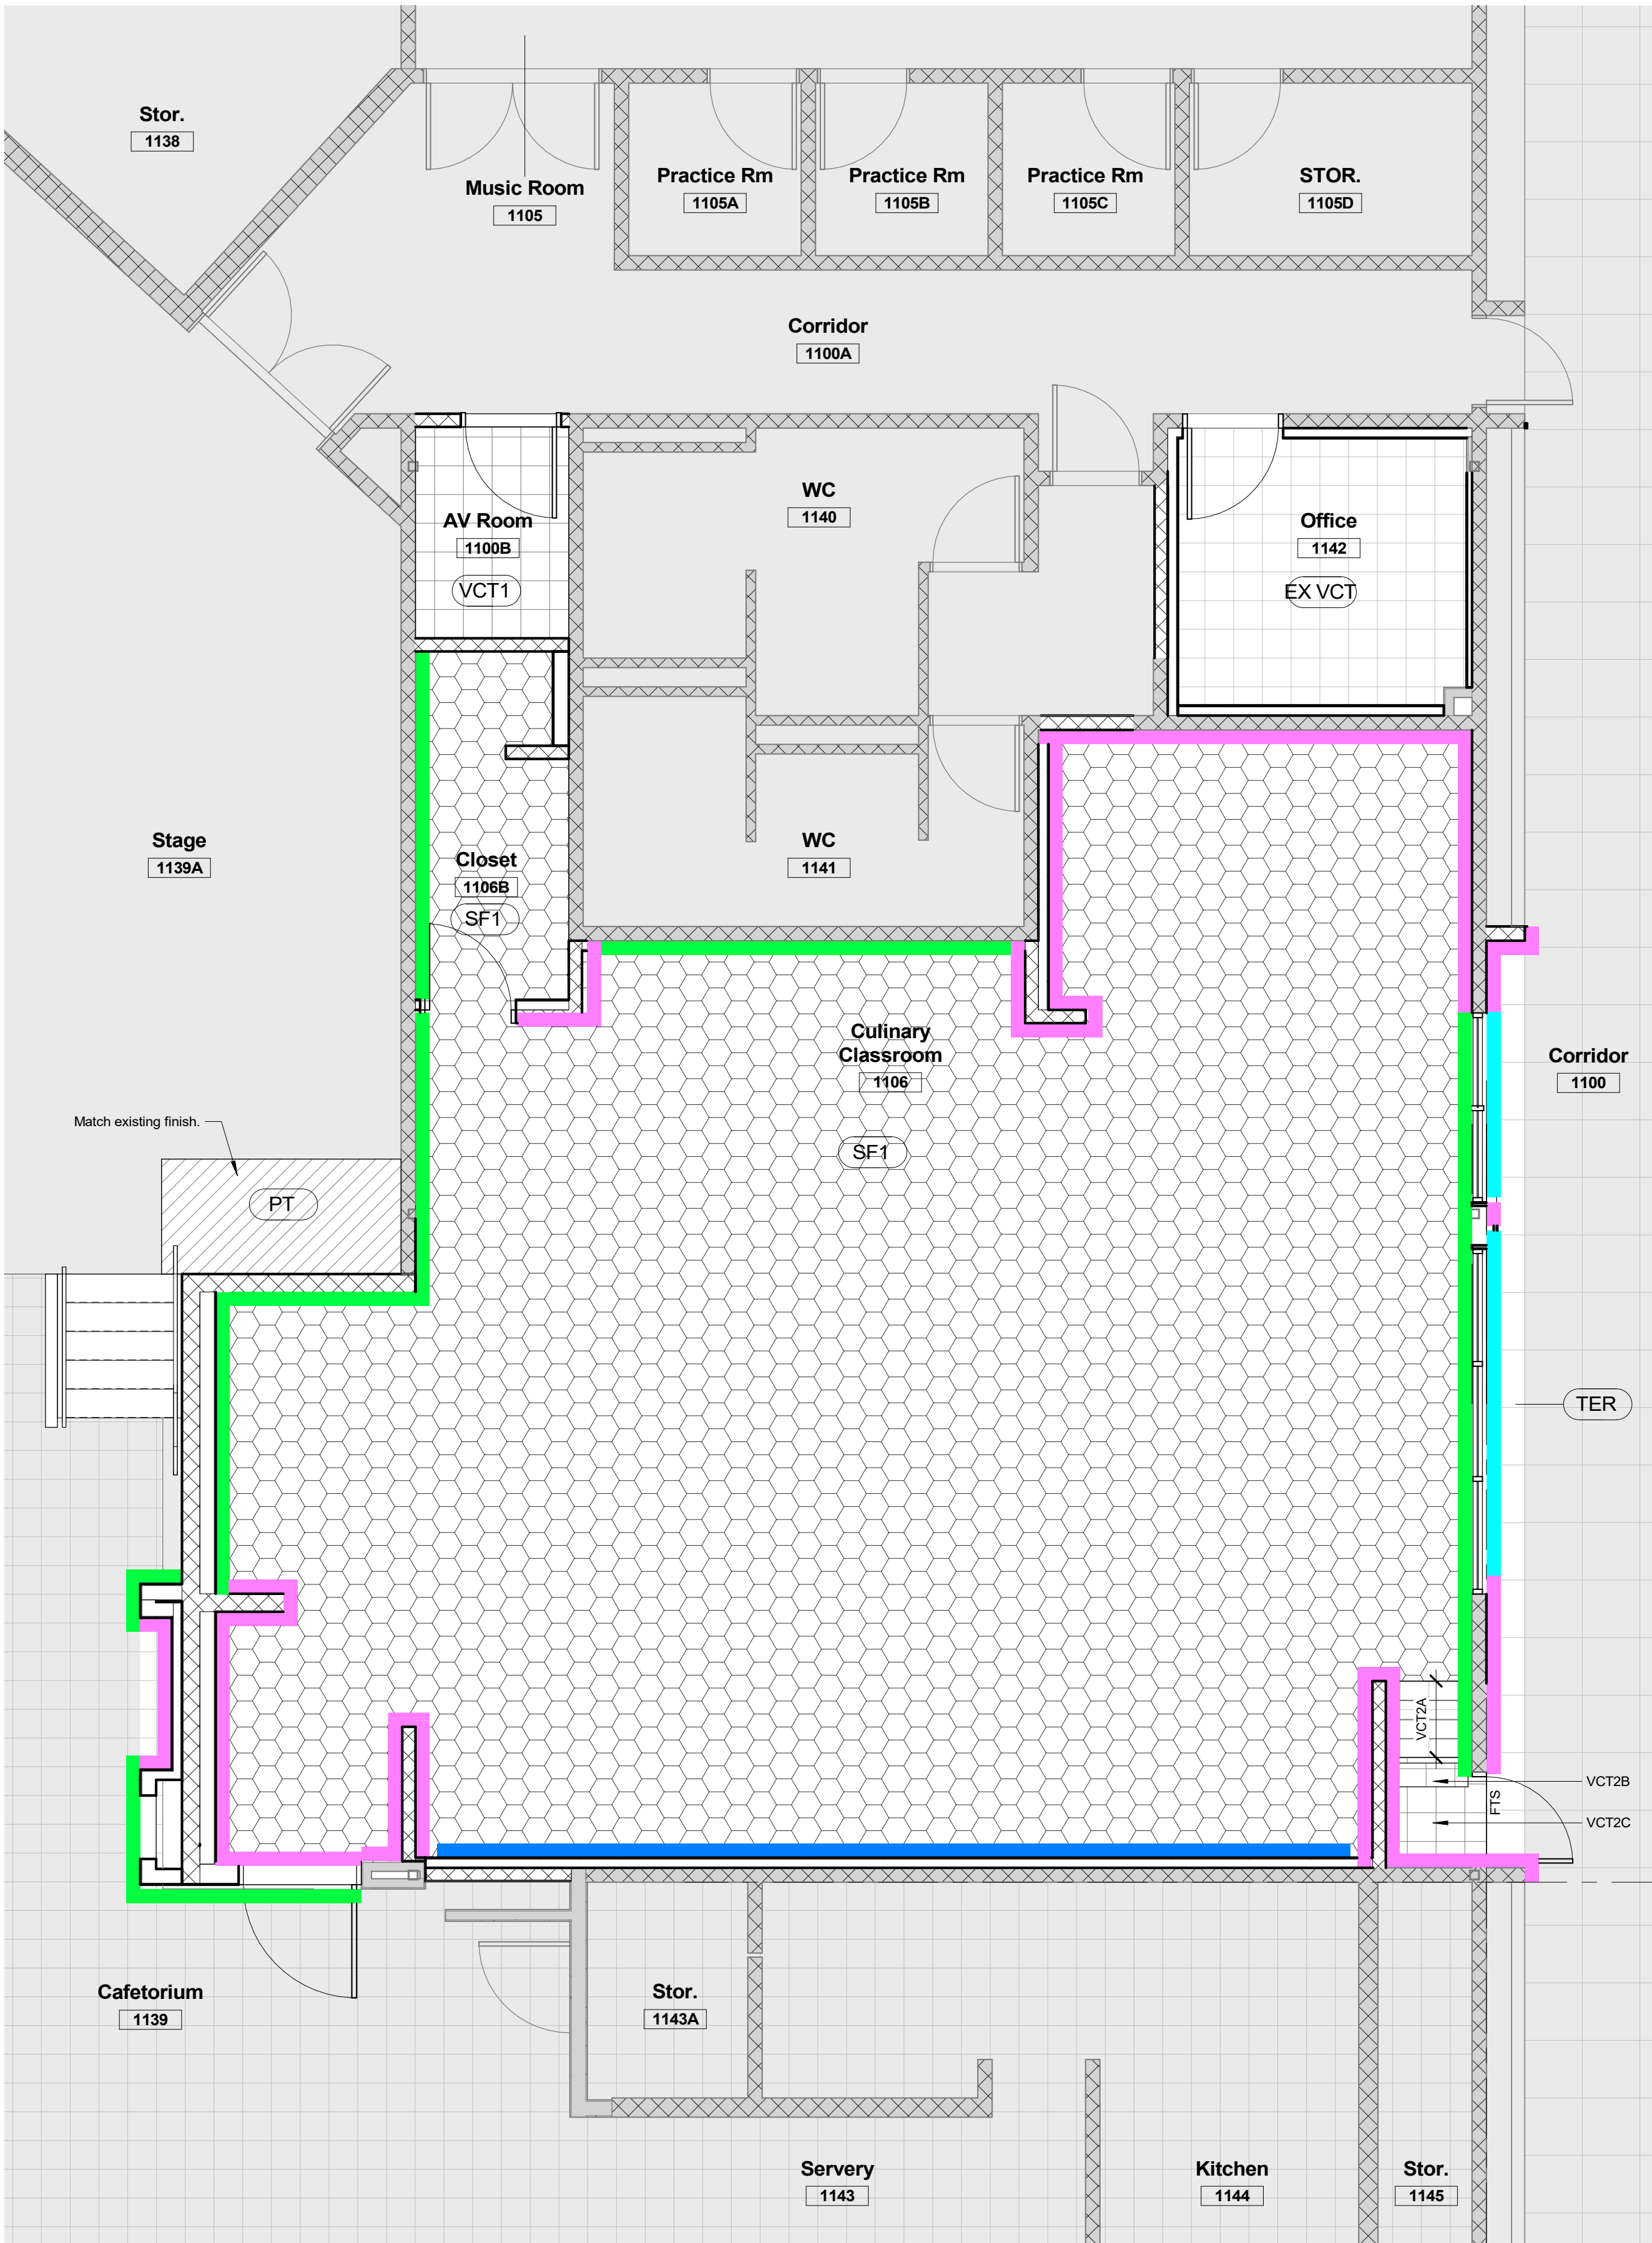 Stor.
1138
Music Room
1105
Practice Rm
1105A
Practice Rm
1105B
Practice Rm
1105C
STOR.
1105D
Corridor
1100A
AV Room
1100B
VCT1
WC
1140
Office
1142
EX VCT
Stage
1139A
Closet
1106B
SF1
WC
1141
Culinary
Classroom
1106
SF1
Corridor
1100
Match existing finish.
PT
TER
VCT2A
VCT2B
FTS
VCT2C
Cafetorium
1139
Stor.
1143A
Servery
1143
Kitchen
1144
Stor.
1145